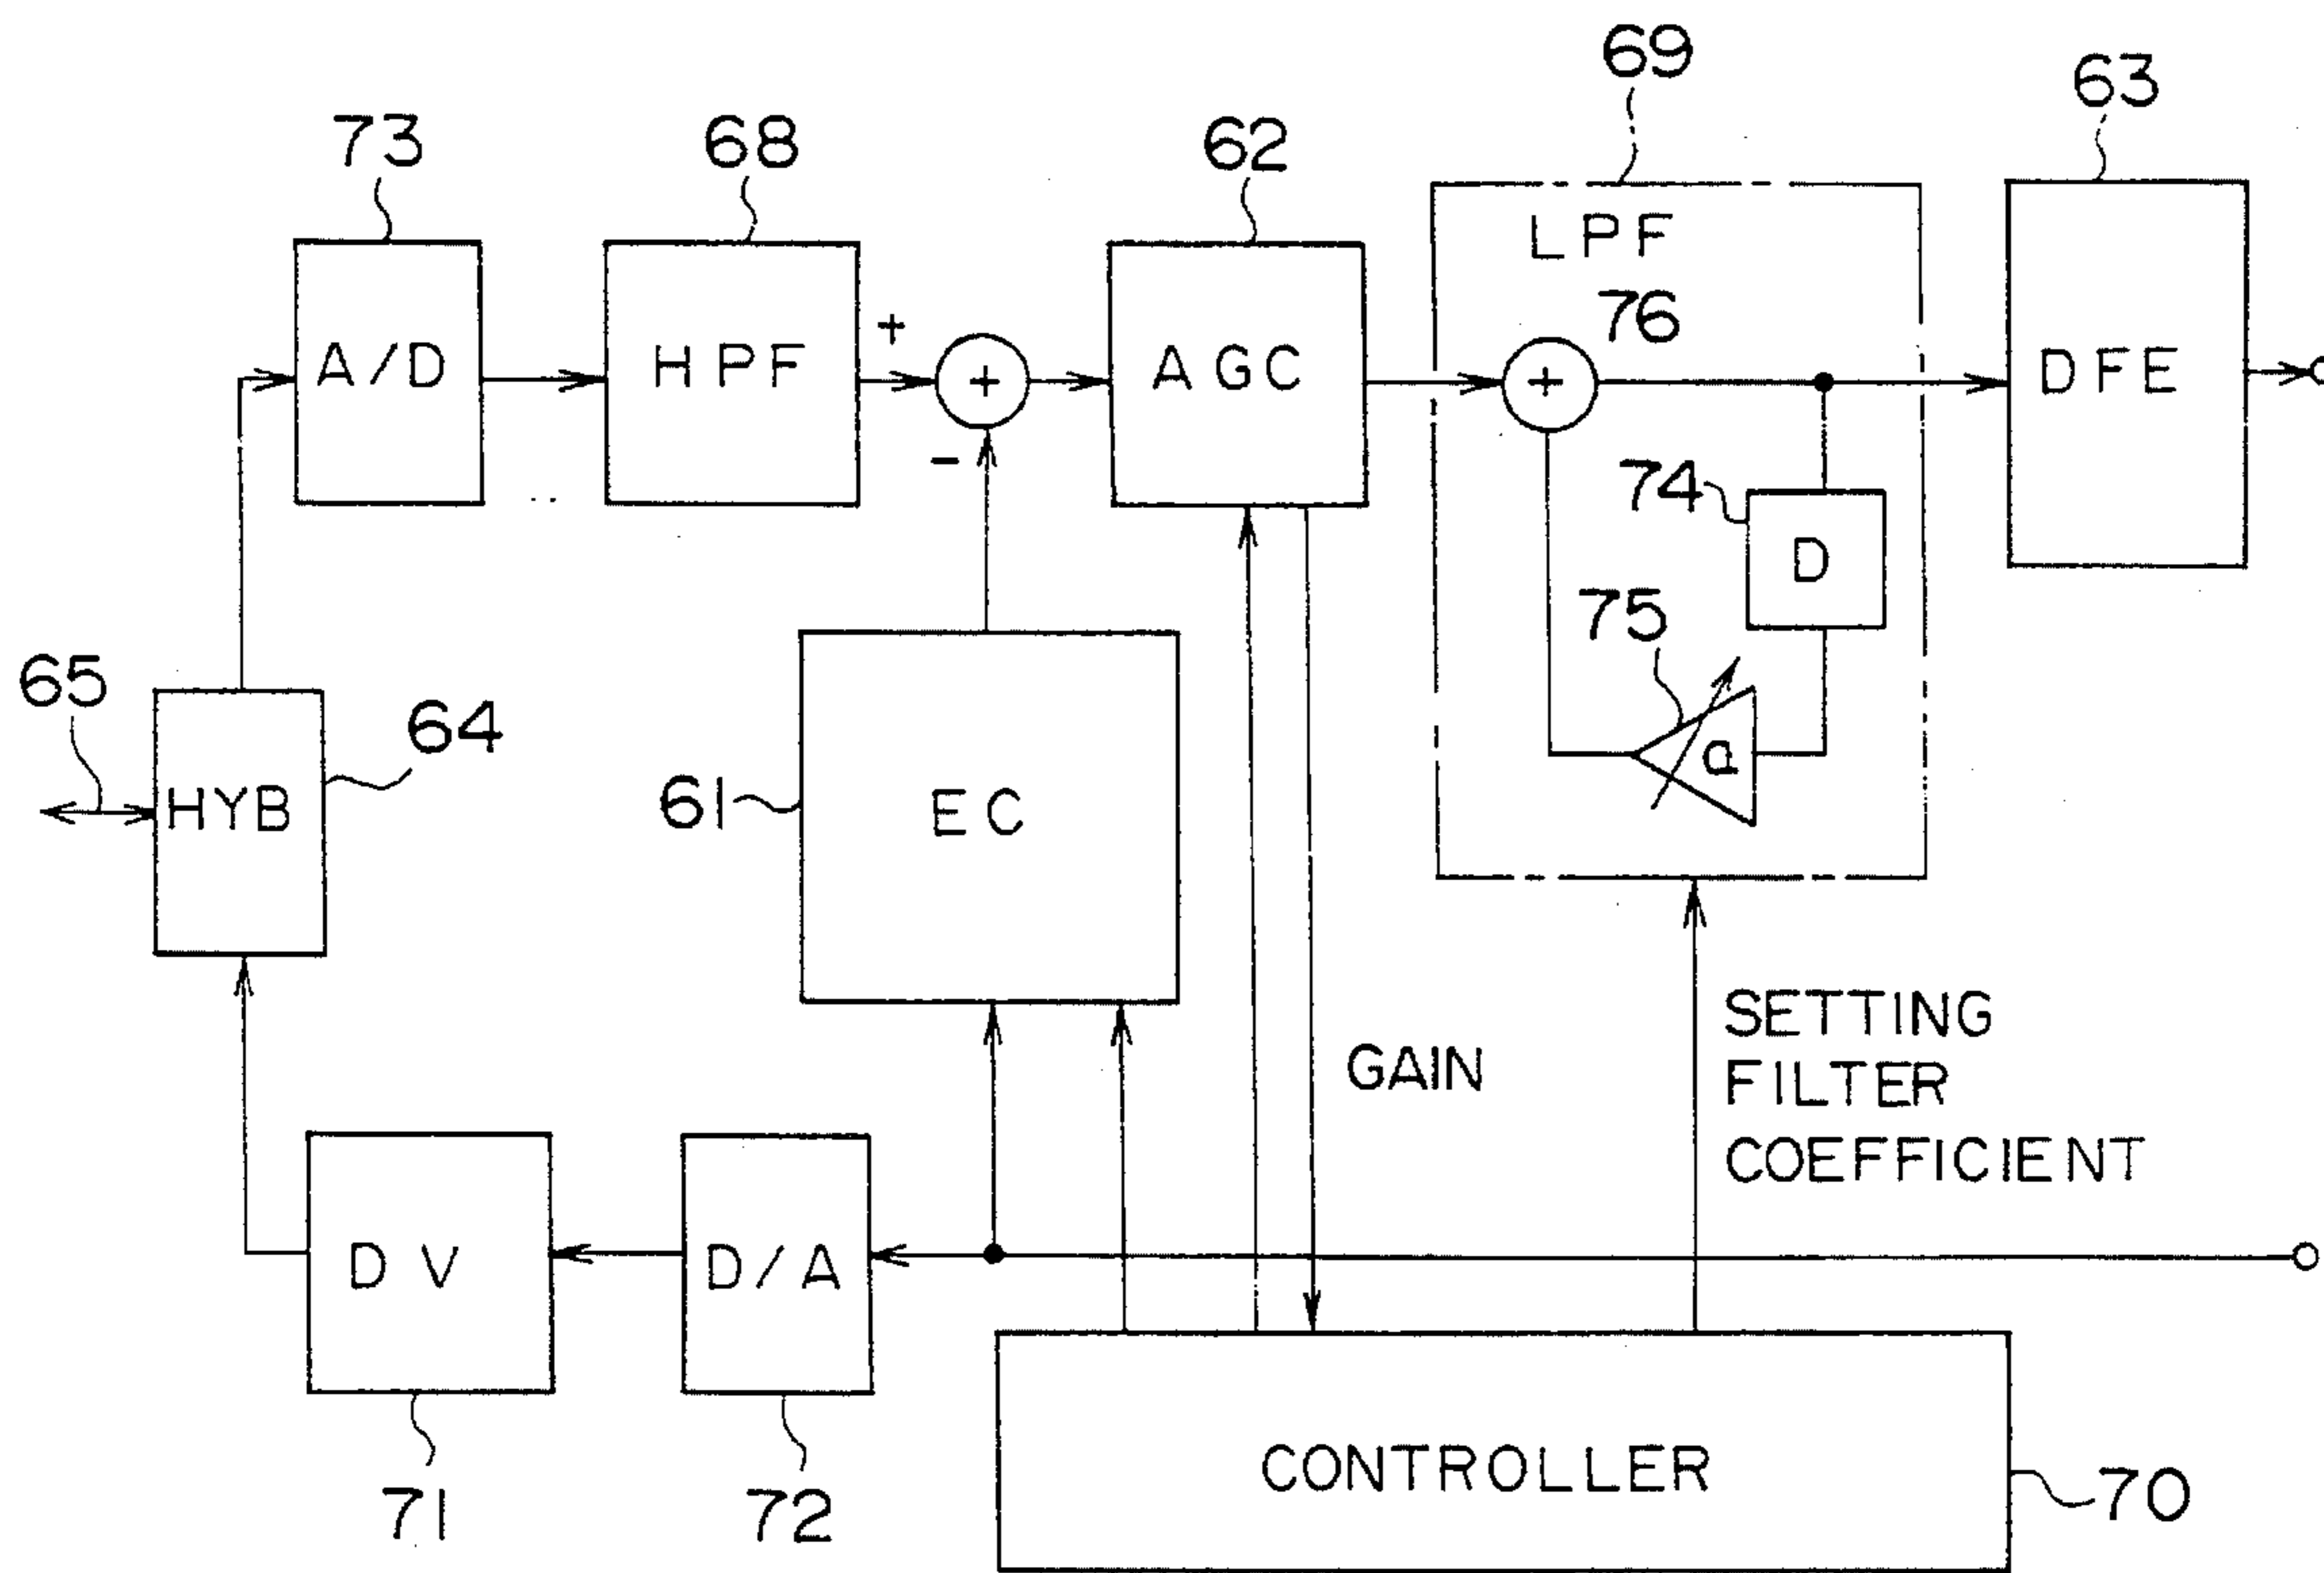 69
63
73
68
62
LPF
76
+
A/D
HPF
+
AGC
+
DFE
-
74
D
75
a
65
64
HYB
61
EC
SETTING
FILTER
COEFFICIENT
GAIN
DV
D/A
CONTROLLER
71
72
70